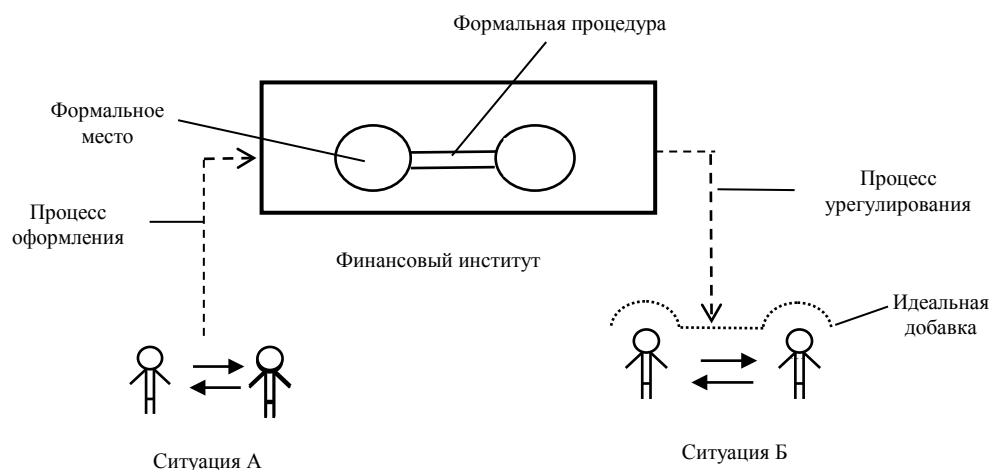 Формальная процедура
Формальное
место
Процесс
оформления
Процесс
урегулирования
Финансовый институт
Идеальная
добавка
Ситуация А
Ситуация Б